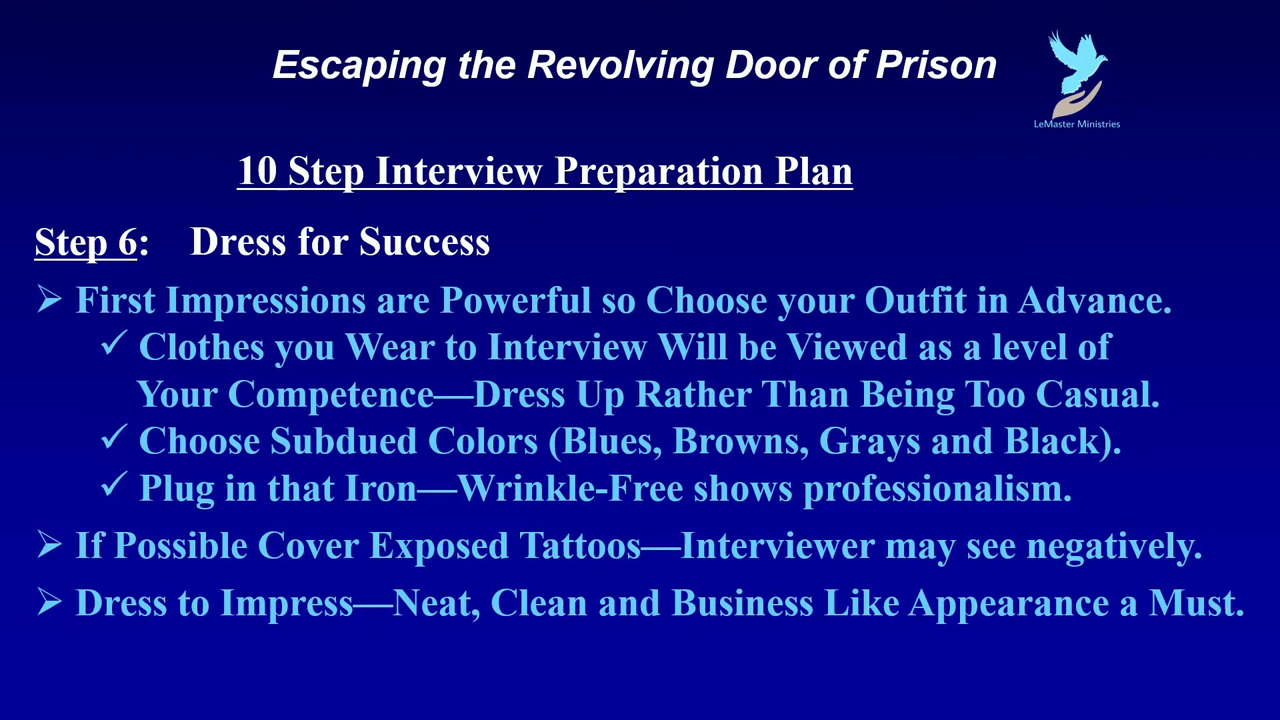 Escaping the Revolving Door of Prison
LeMaster Ministries
10 Step Interview Preparation Plan
Step 6: Dress for Success
➢ First Impressions are Powerful so Choose your Outfit in Advance.
✓ Clothes you Wear to Interview Will be Viewed as a level of
Your Competence—Dress Up Rather Than Being Too Casual.
✓ Choose Subdued Colors (Blues, Browns, Grays and Black).
✓ Plug in that Iron—Wrinkle-Free shows professionalism.
➢ If Possible Cover Exposed Tattoos—Interviewer may see negatively.
➢ Dress to Impress—Neat, Clean and Business Like Appearance a Must.